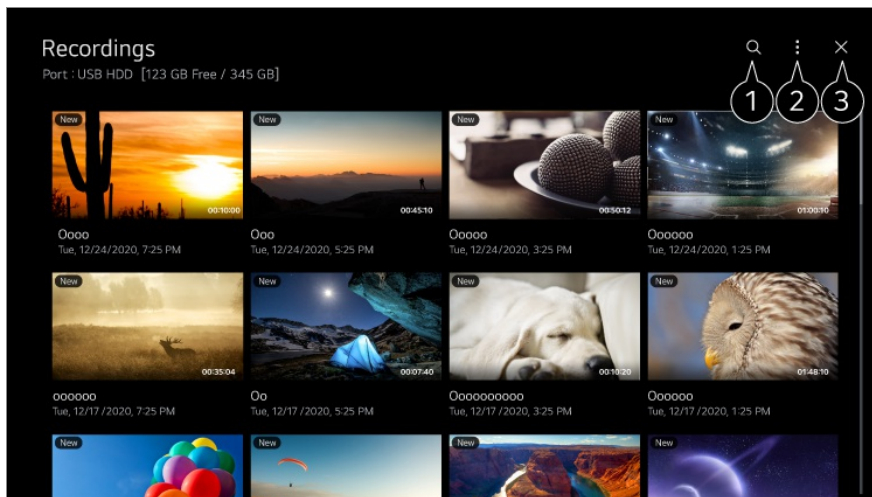 Recordings
Port : USB HDD [123 GB Free / 345 GB]
1 2 3
New New New New
00:10:00 00:45:10 00:50:12 01:00:10
Oooo Ooo Ooooo Oooooo
Tue, 12/24/2020, 7:25 PM Tue, 12/24/2020, 5:25 PM Tue, 12/24/2020, 3:25 PM Tue, 12/24/2020, 1:25 PM
New New New New
00:35:04 00:07:40 00:10:20 01:48:10
oooooo Oo Oooooooooo Oooooo
Tue, 12/17 /2020, 7:25 PM Tue, 12/17 /2020, 5:25 PM Tue, 12/17 /2020, 3:25 PM Tue, 12/17 /2020, 1:25 PM
New New New New